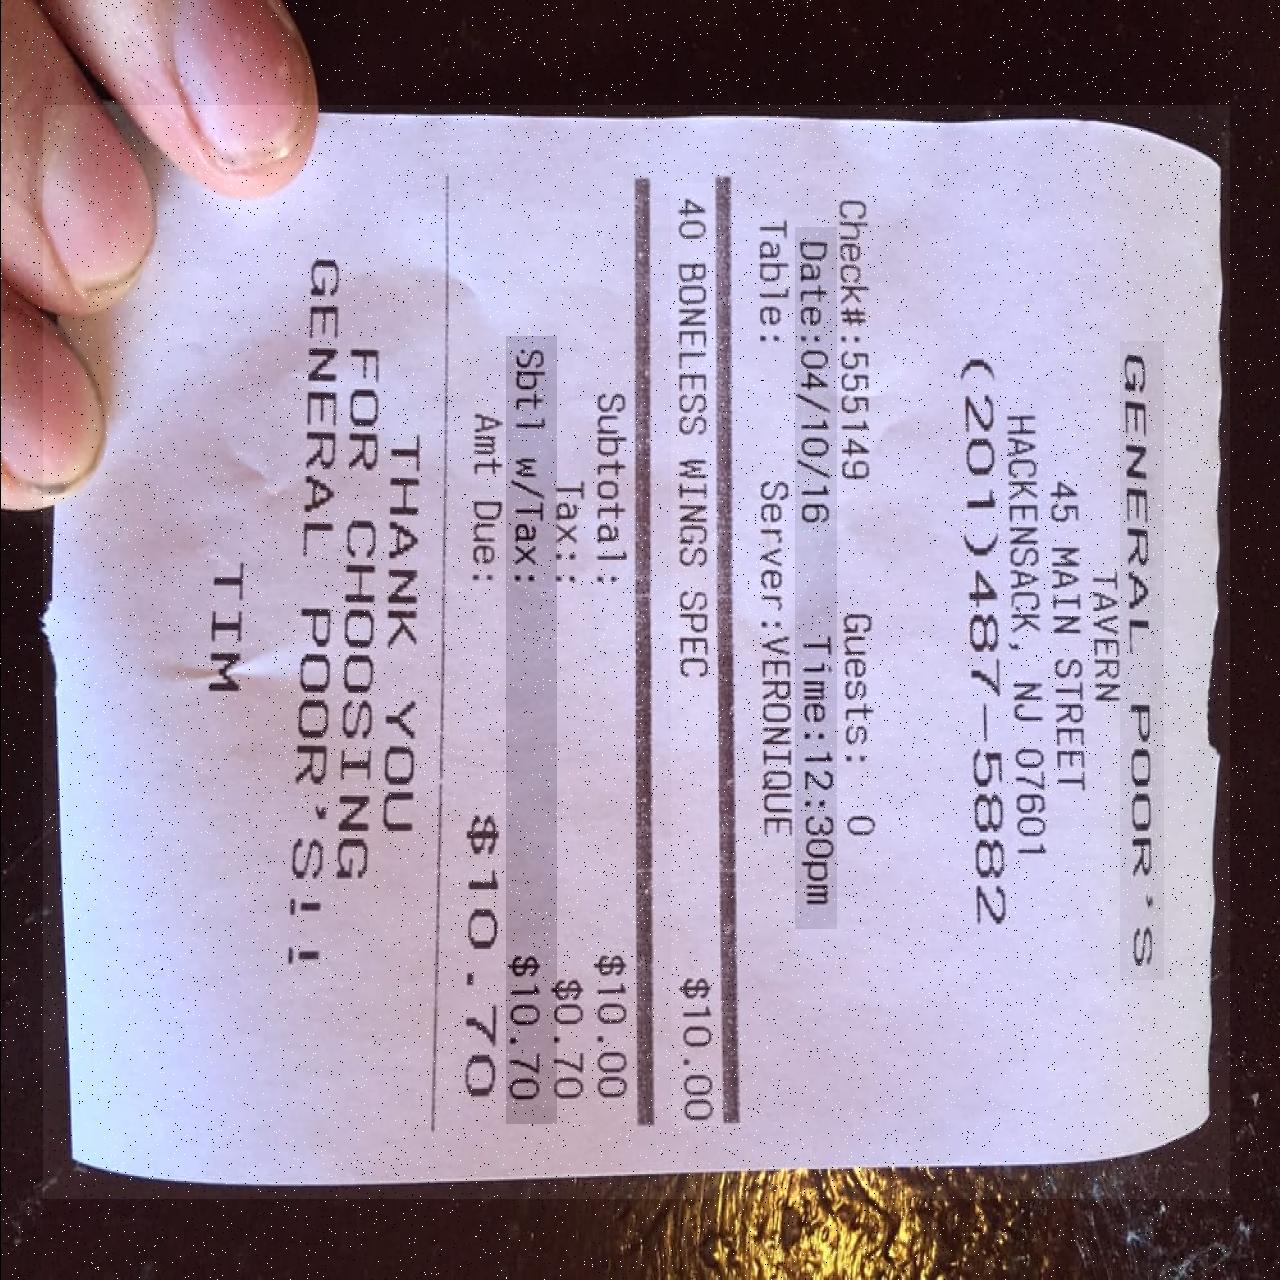 GENERAL POOR'S
TAVERN
45 MAIN STREET
HACKENSACK, NJ 07601
(201)487-5882
Check#:555149 Guests: 0
Date:04/10/16 Time:12:30pm
Table: Server:VERONIQUE
40 BONELESS WINGS SPEC $10.00
Subtotal: $10.00
Tax:: $0.70
Sbtl w/Tax: $10.70
Amt Due: $10.70
THANK YOU
FOR CHOOSING
GENERAL POOR'S!!
TIM